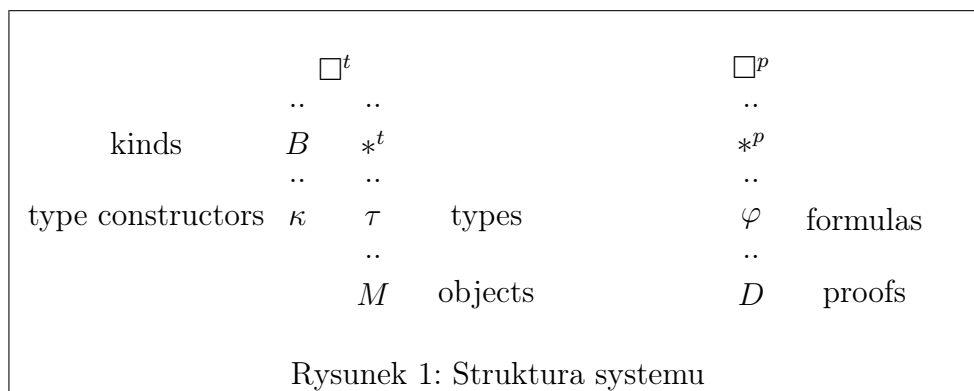 □ᵗ □ᵖ
.. .. ..
kinds B *ᵗ *ᵖ
.. .. ..
type constructors κ τ types φ formulas
.. ..
M objects D proofs
Rysunek 1: Struktura systemu